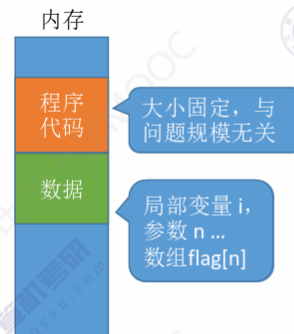 内存
程序
代码
大小固定，与
问题规模无关
数据
局部变量 i，
参数 n ...
数组flag[n]